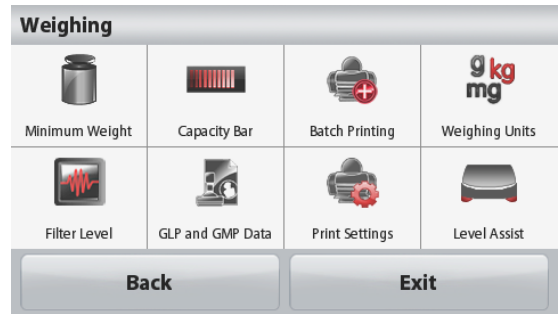 Weighing
g kg
mg
Minimum Weight
Capacity Bar
Batch Printing
Weighing Units
Filter Level
GLP and GMP Data
Print Settings
Level Assist
Back
Exit